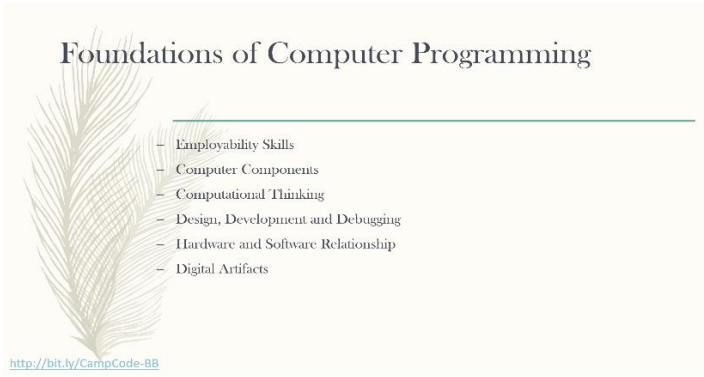 Foundations of Computer Programming
– Employability Skills
– Computer Components
– Computational Thinking
– Design, Development and Debugging
– Hardware and Software Relationship
– Digital Artifacts
http://bit.ly/CampCode-BB